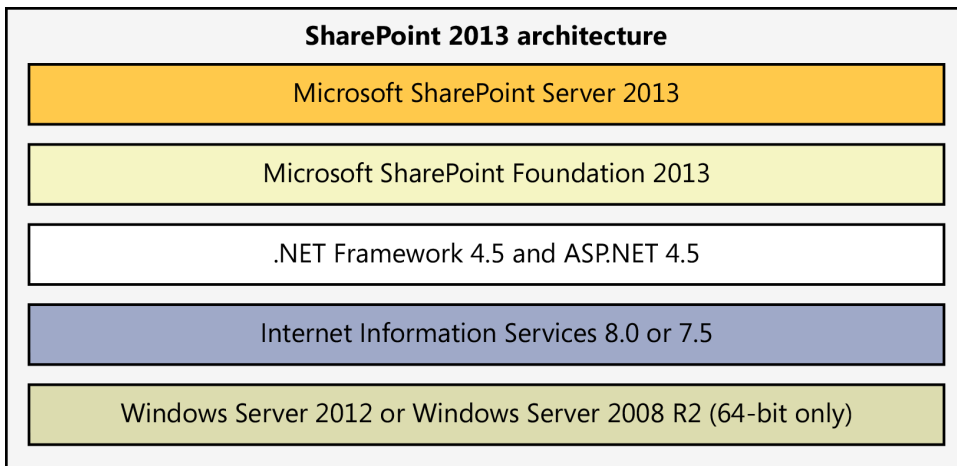 SharePoint 2013 architecture
Microsoft SharePoint Server 2013
Microsoft SharePoint Foundation 2013
.NET Framework 4.5 and ASP.NET 4.5
Internet Information Services 8.0 or 7.5
Windows Server 2012 or Windows Server 2008 R2 (64-bit only)